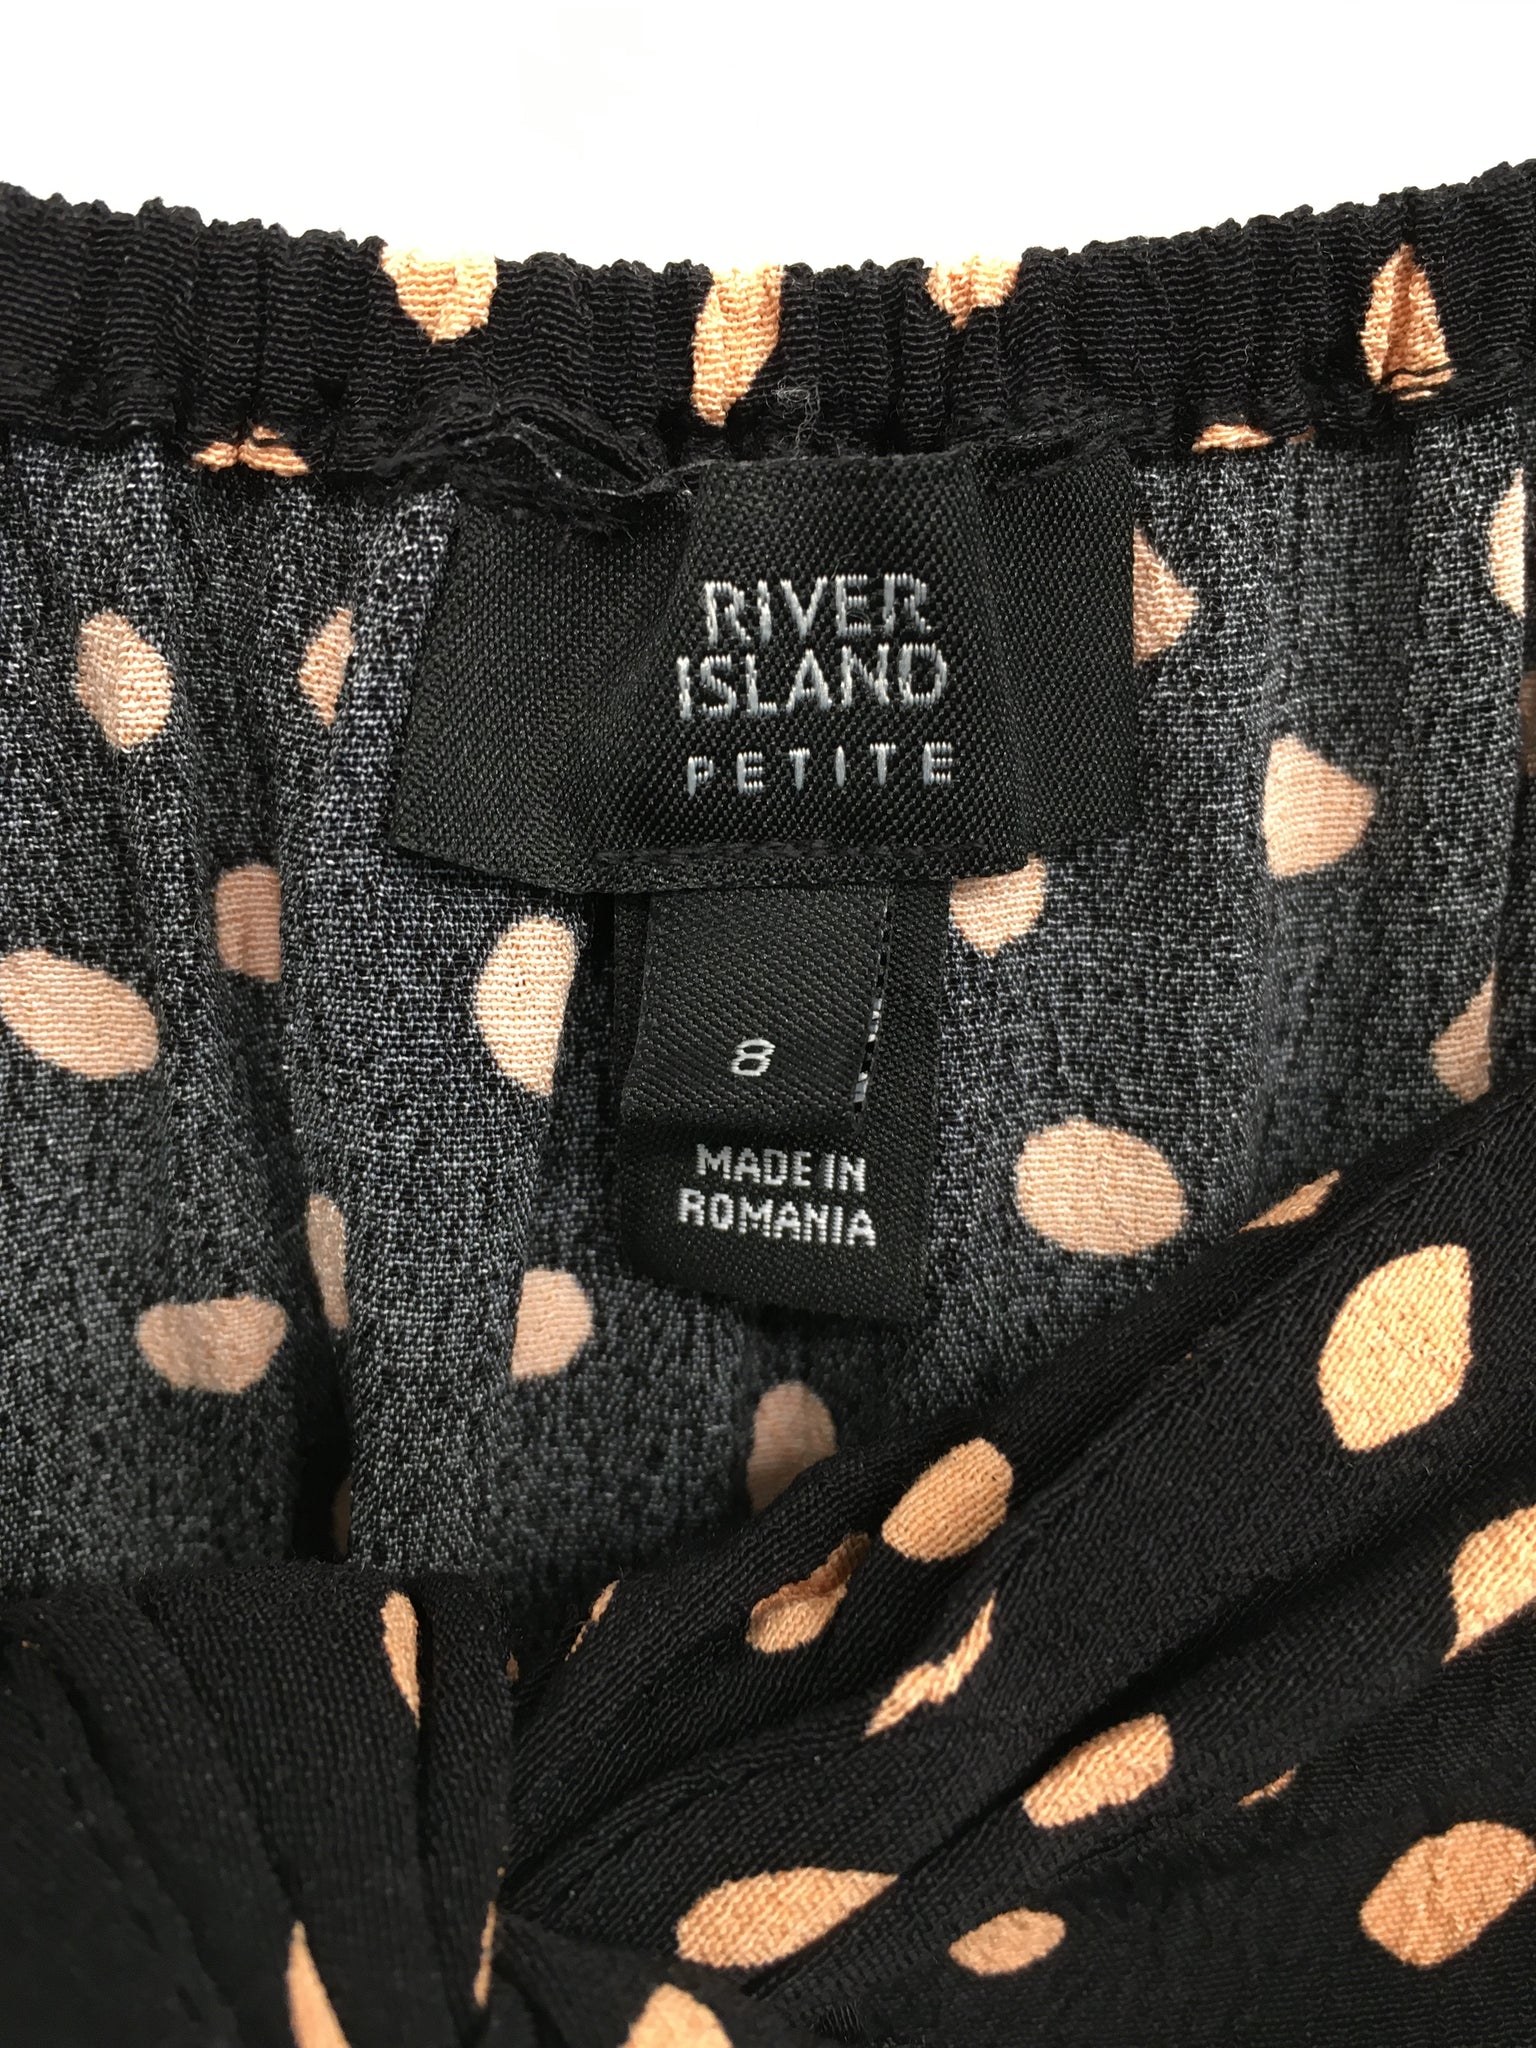 RIVER
ISLAND
PETITE
8
MADE IN
ROMANIA